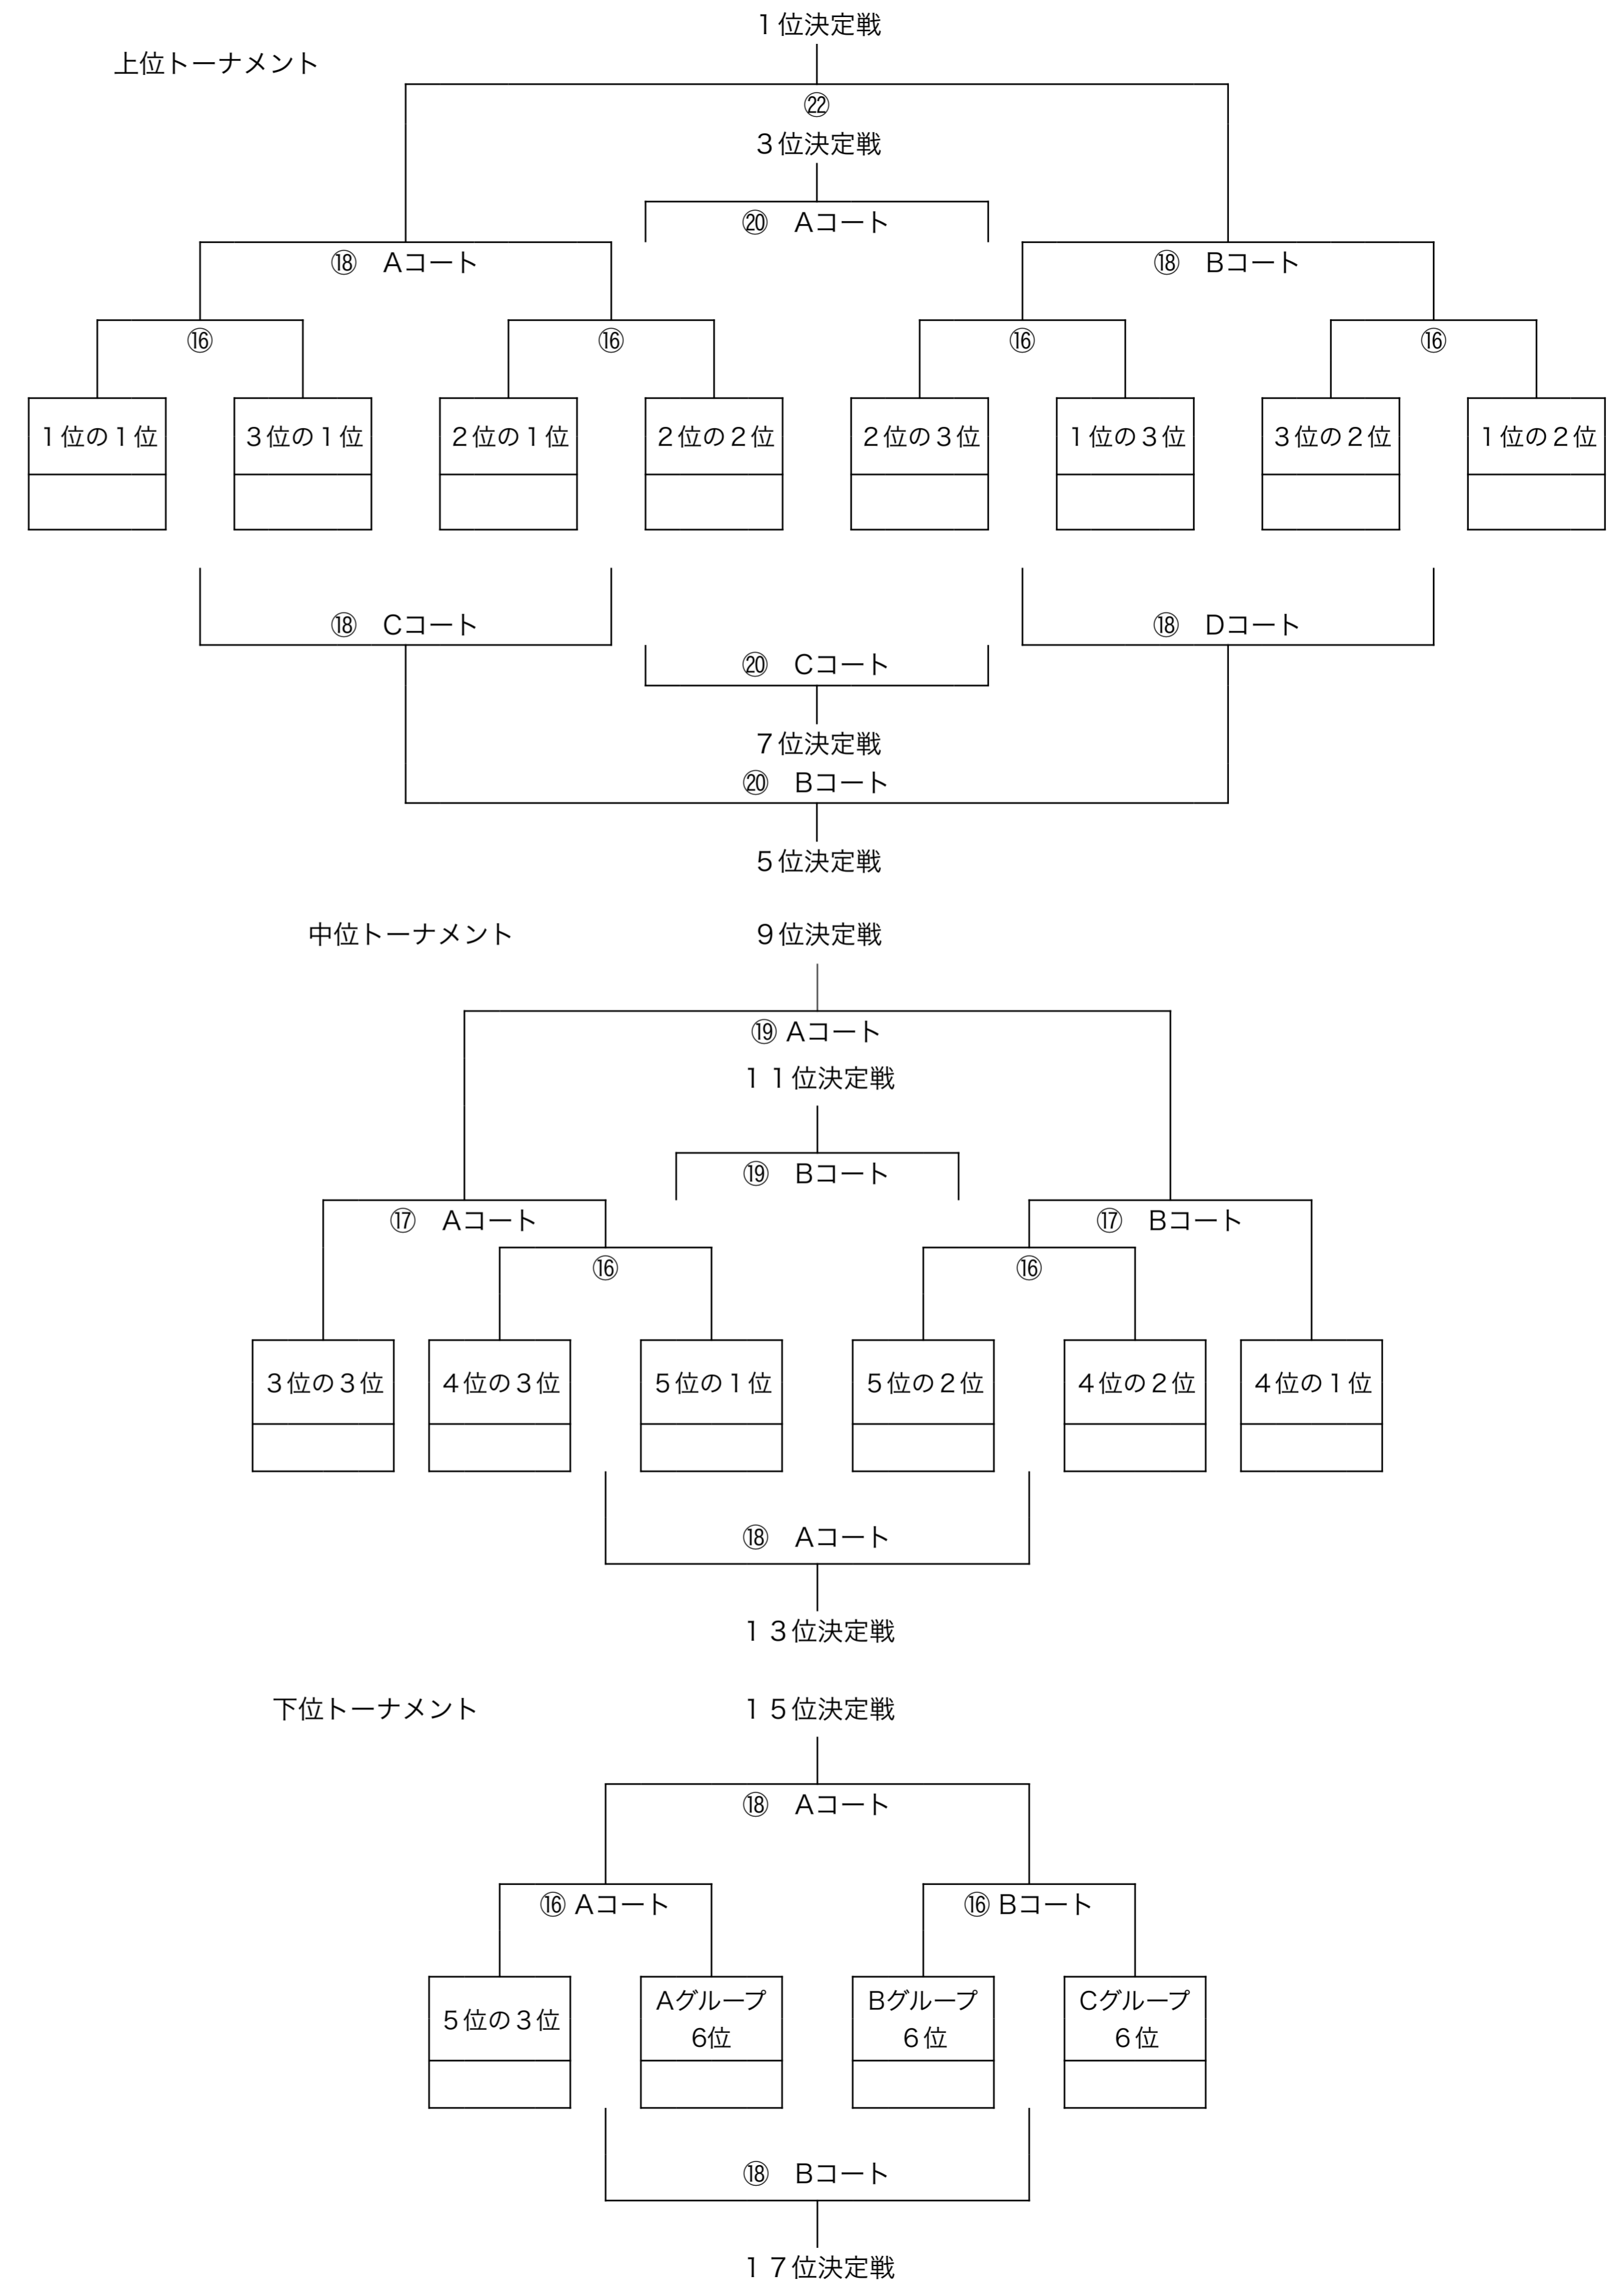 １位決定戦
上位トーナメント
㉒
３位決定戦
⑳　Aコート
⑱　Aコート
⑱　Bコート
⑯
⑯
⑯
⑯
１位の１位
３位の１位
２位の１位
２位の２位
２位の３位
１位の３位
３位の２位
１位の２位
⑱　Cコート
⑱　Dコート
⑳　Cコート
７位決定戦
⑳　Bコート
５位決定戦
中位トーナメント
９位決定戦
⑲ Aコート
１１位決定戦
⑲　Bコート
⑰　Aコート
⑰　Bコート
⑯
⑯
３位の３位
４位の３位
５位の１位
５位の２位
４位の２位
４位の１位
⑱　Aコート
１３位決定戦
下位トーナメント
１５位決定戦
⑱　Aコート
⑯ Aコート
⑯ Bコート
５位の３位
Aグループ
6位
Bグループ
６位
Cグループ
６位
⑱　Bコート
１７位決定戦